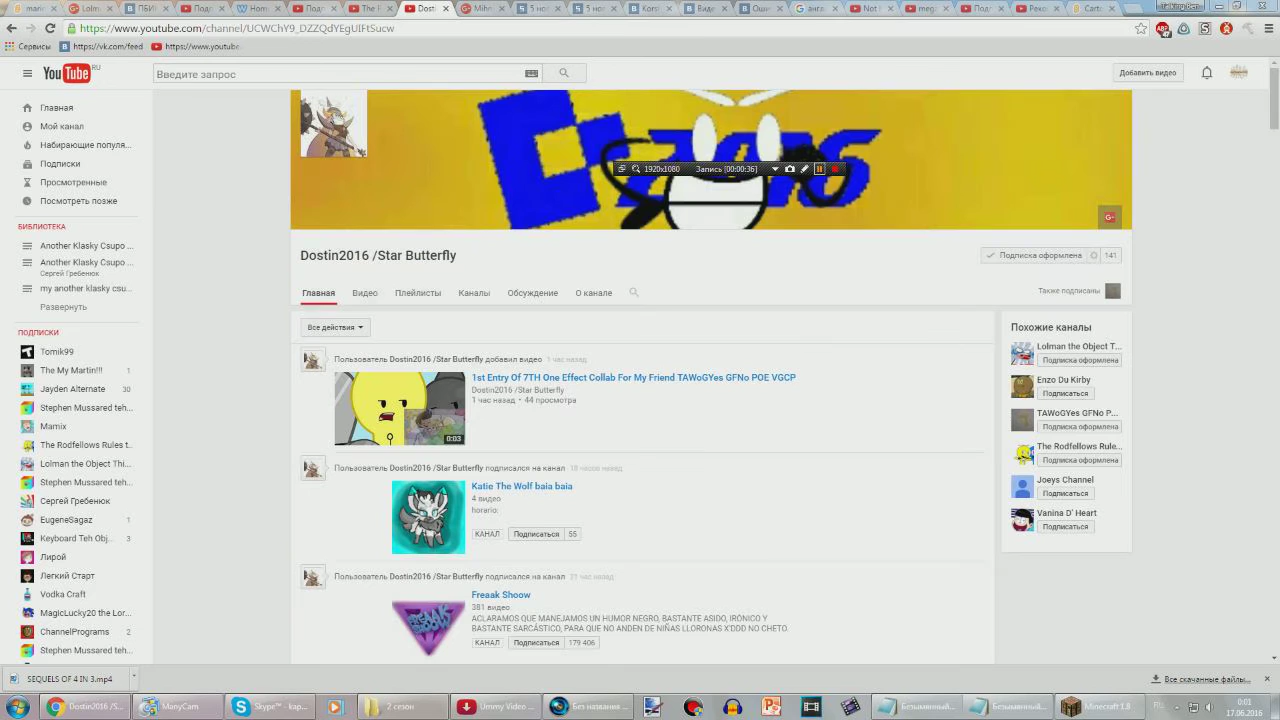 https://www.youtube.com/channel/UCWChY9_DZZQdYEgUIFtSucw
Сервисы https://vk.com/feed https://www.youtube.c
YouTube RU
Введите запрос
Добавить видео
Главная
Мой канал
Набирающие популя...
Подписки
Просмотренные
Посмотреть позже
БИБЛИОТЕКА
Another Klasky Csupo ...
Another Klasky Csupo ...
Сергей Гребенюк
my another klasky csu...
Развернуть
ПОДПИСКИ
Tomik99
The My Martin!!! 1
Jayden Alternate 30
Stephen Mussared teh...
Mamix
The Rodfellows Rules t...
Lolman the Object Thi...
Stephen Mussared teh...
Сергей Гребенюк
EugeneSagaz 1
Keyboard Teh Obj... 3
Лирой
Легкий Старт
Vodka Craft
MagicLucky20 the Lor...
ChannelPrograms 2
Stephen Mussared teh...
1920x1080 Запись [00:00:36]
Dostin2016 /Star Butterfly
Подписка оформлена 141
Главная Видео Плейлисты Каналы Обсуждение О канале
Также подписаны
Все действия
Пользователь Dostin2016 /Star Butterfly добавил видео 1 час назад
1st Entry Of 7TH One Effect Collab For My Friend TAWoGYes GFNo POE VGCP
Dostin2016 /Star Butterfly
1 час назад • 44 просмотра
0:03
Пользователь Dostin2016 /Star Butterfly подписался на канал 18 часов назад
Katie The Wolf baia baia
4 видео
horario:
КАНАЛ Подписаться 55
Пользователь Dostin2016 /Star Butterfly подписался на канал 21 час назад
Freaak Shoow
381 видео
ACLARAMOS QUE MANEJAMOS UN HUMOR NEGRO, BASTANTE ASIDO, IRÓNICO Y
BASTANTE SARCÁSTICO, PARA QUE NO ANDEN DE NIÑAS LLORONAS X'DDD NO CHETO.
КАНАЛ Подписаться 179 406
Похожие каналы
Lolman the Object T...
Подписка оформлена
Enzo Du Kirby
Подписаться
TAWoGYes GFNo P...
Подписка оформлена
The Rodfellows Rule...
Подписка оформлена
Joeys Channel
Подписаться
Vanina D' Heart
Подписаться
SEQUELS OF 4 IN 3.mp4
Все скачанные файлы...
Dostin2016 /S... ManyCam Skype™ - kap... 2 сезон Ummy Video ... Без названия ... Безымянный... Безымянный... Minecraft 1.8
0:01
17.06.2016